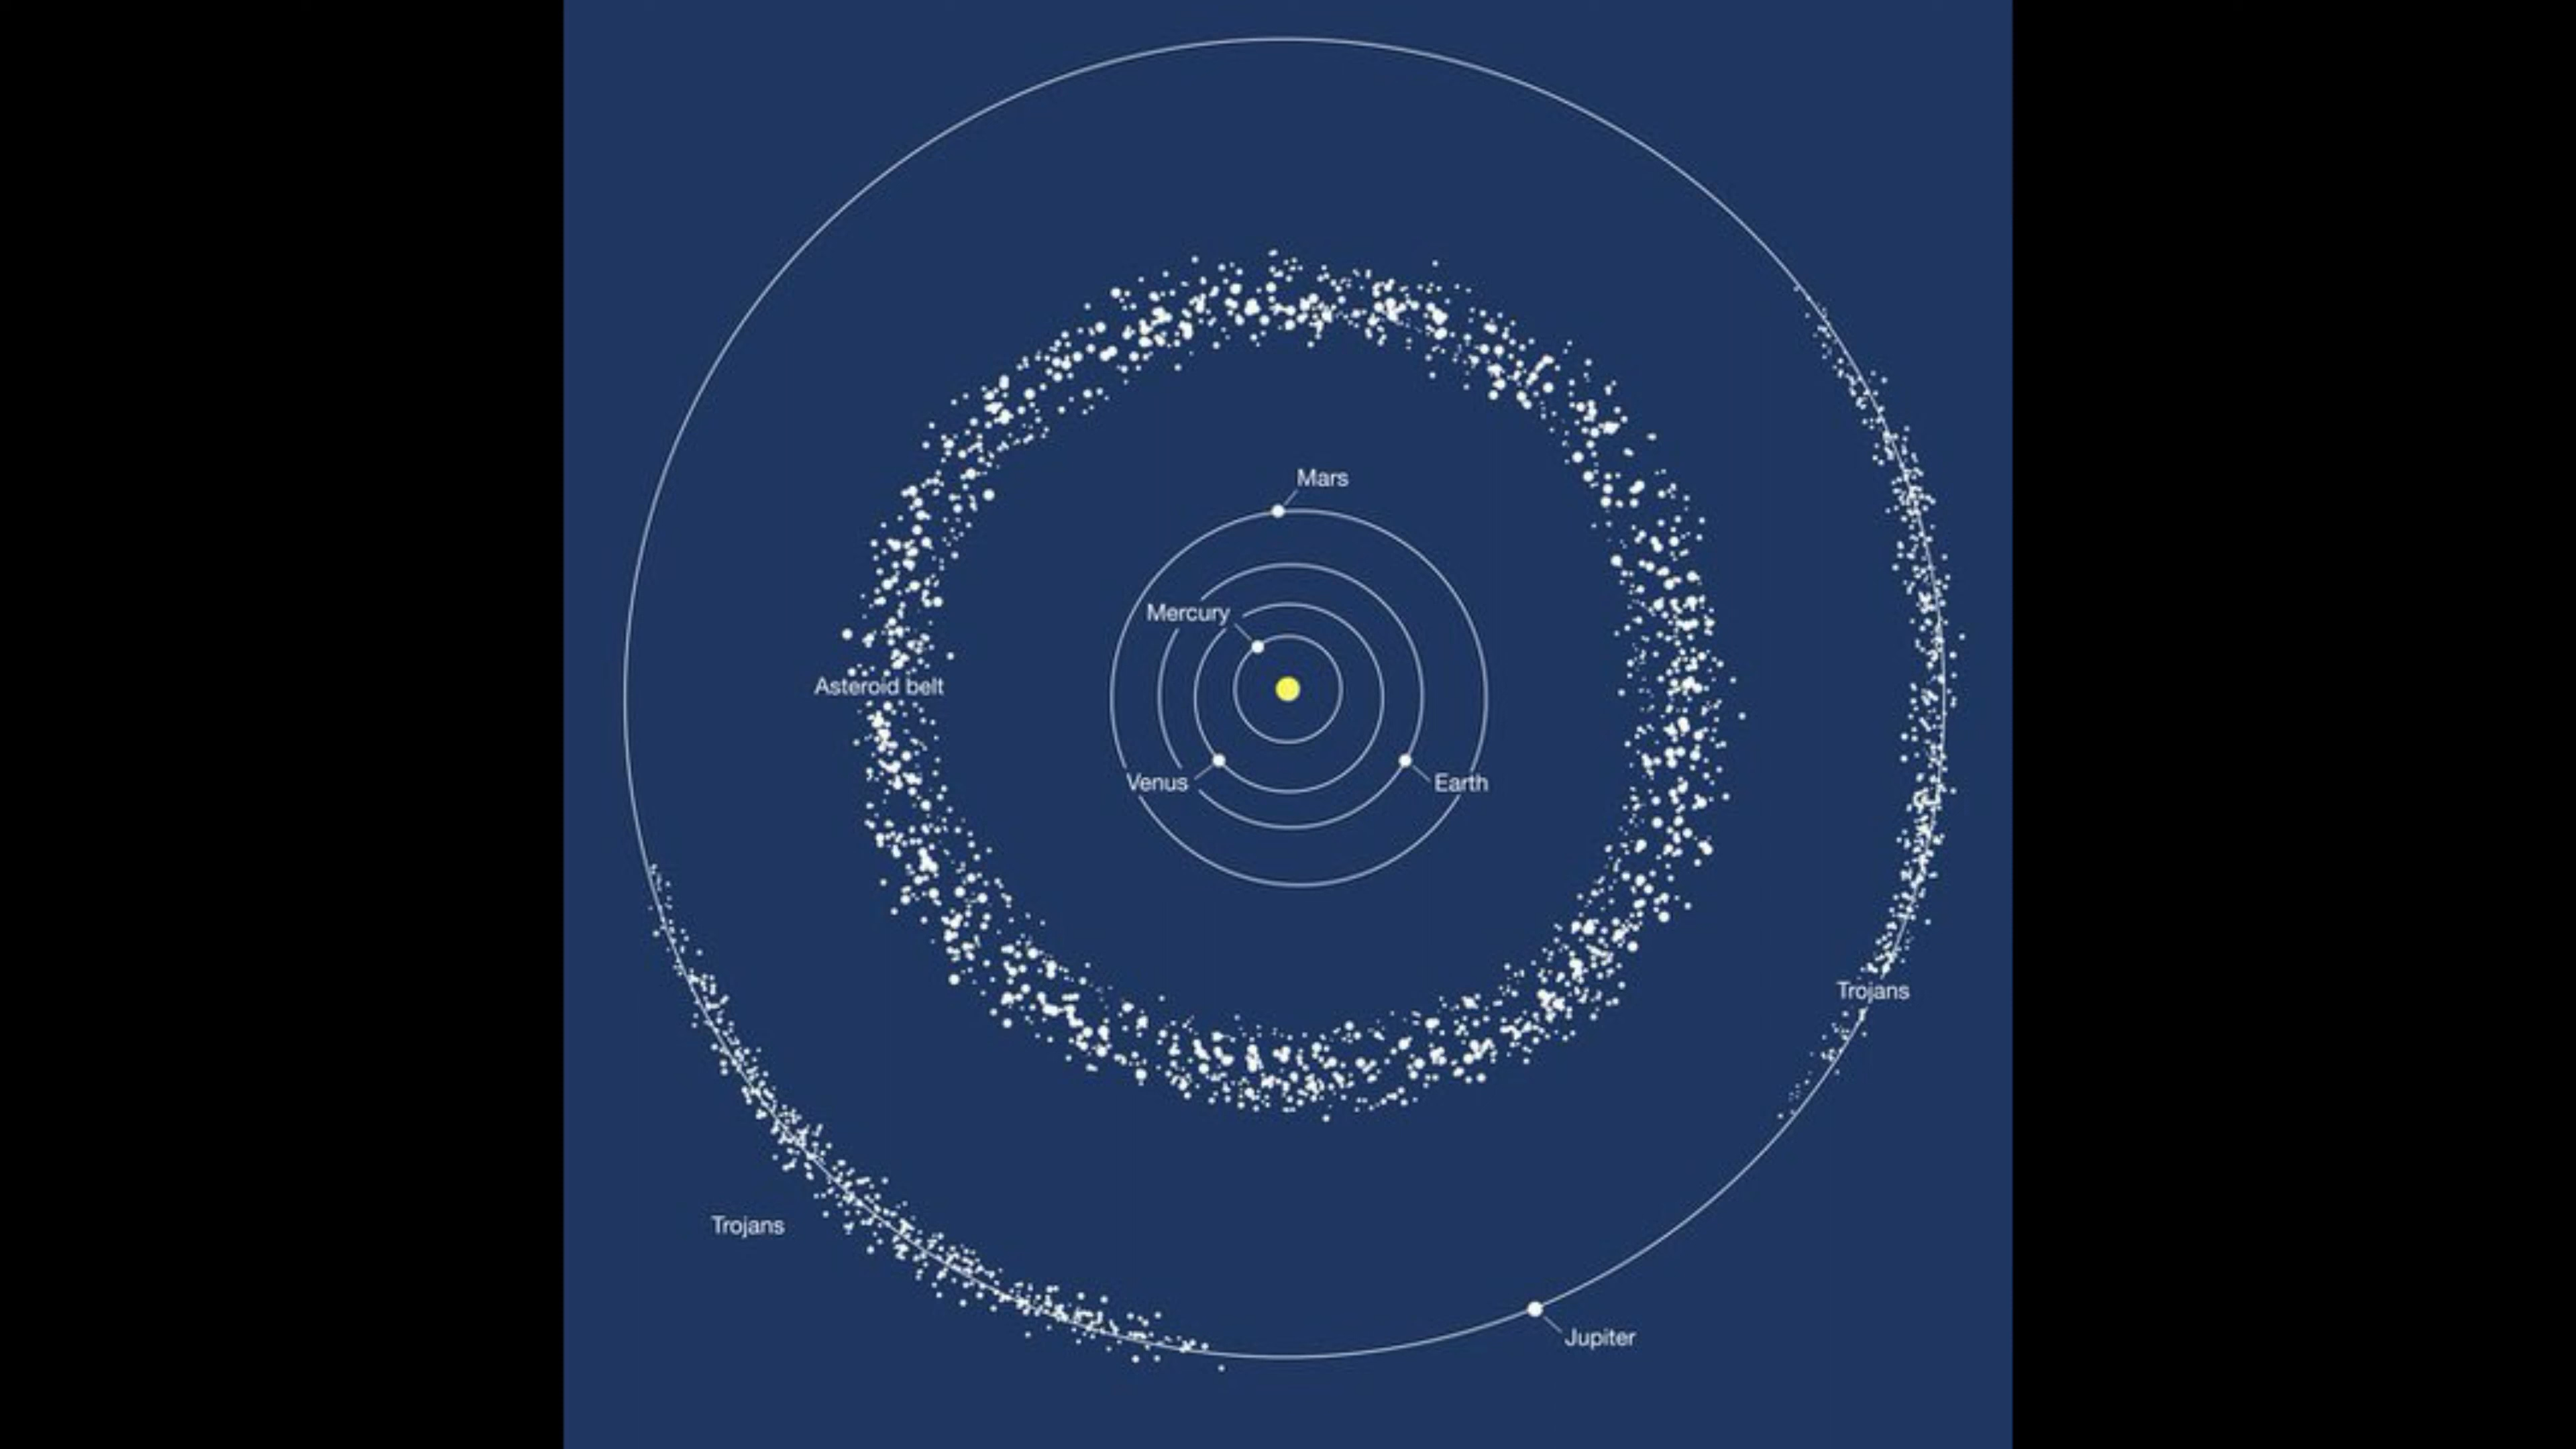 Mars
Mercury
Asteroid belt
Venus
Earth
Trojans
Trojans
Jupiter